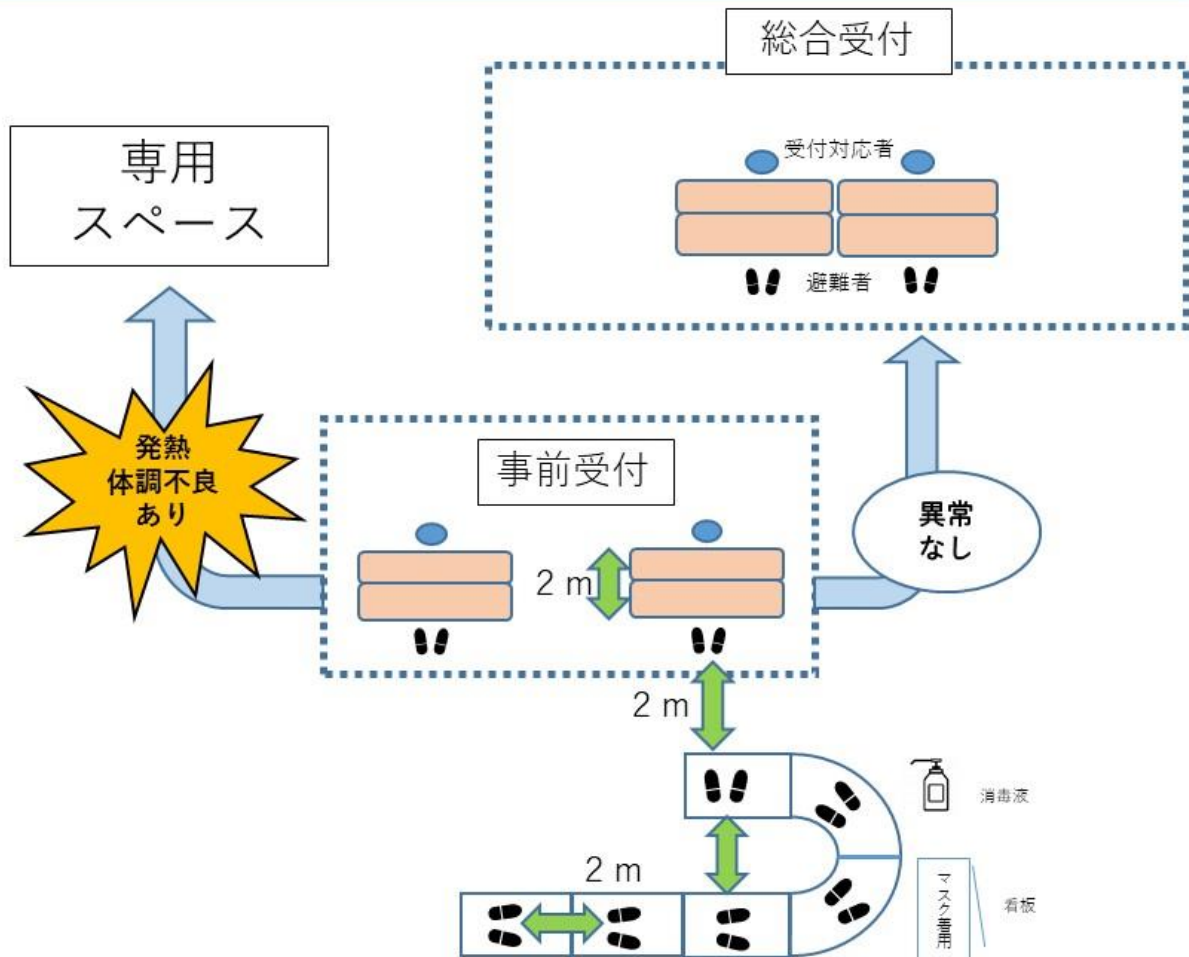 総合受付
受付対応者
避難者
専用
スペース
発熱
体調不良
あり
事前受付
異常
なし
2 m
2 m
2 m
消毒液
マスク着用
看板